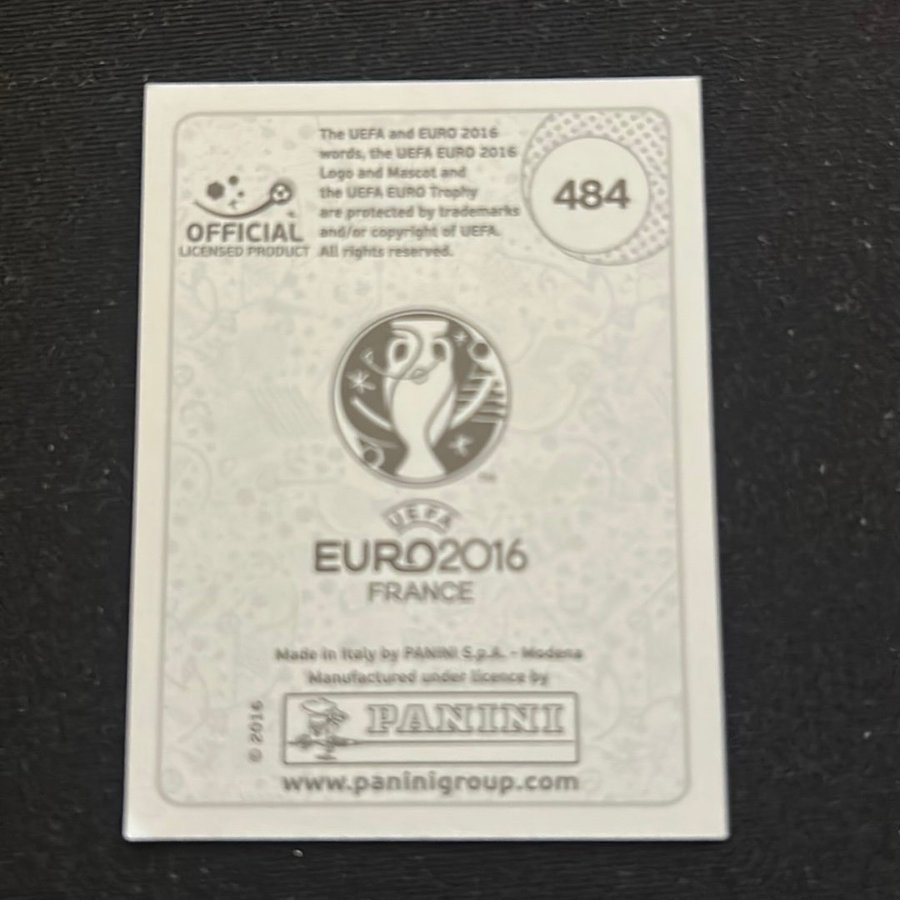 The UEFA and EURO 2016
words, the UEFA EURO 2016
Logo and Mascot and
the UEFA EURO Trophy
are protected by trademarks
and/or copyright of UEFA.
All rights reserved.
OFFICIAL
LICENSED PRODUCT
484
TM
UEFA
EURO2016
FRANCE
Made in Italy by PANINI S.p.A. - Modena
Manufactured under licence by
© 2016
PANINI
www.paninigroup.com